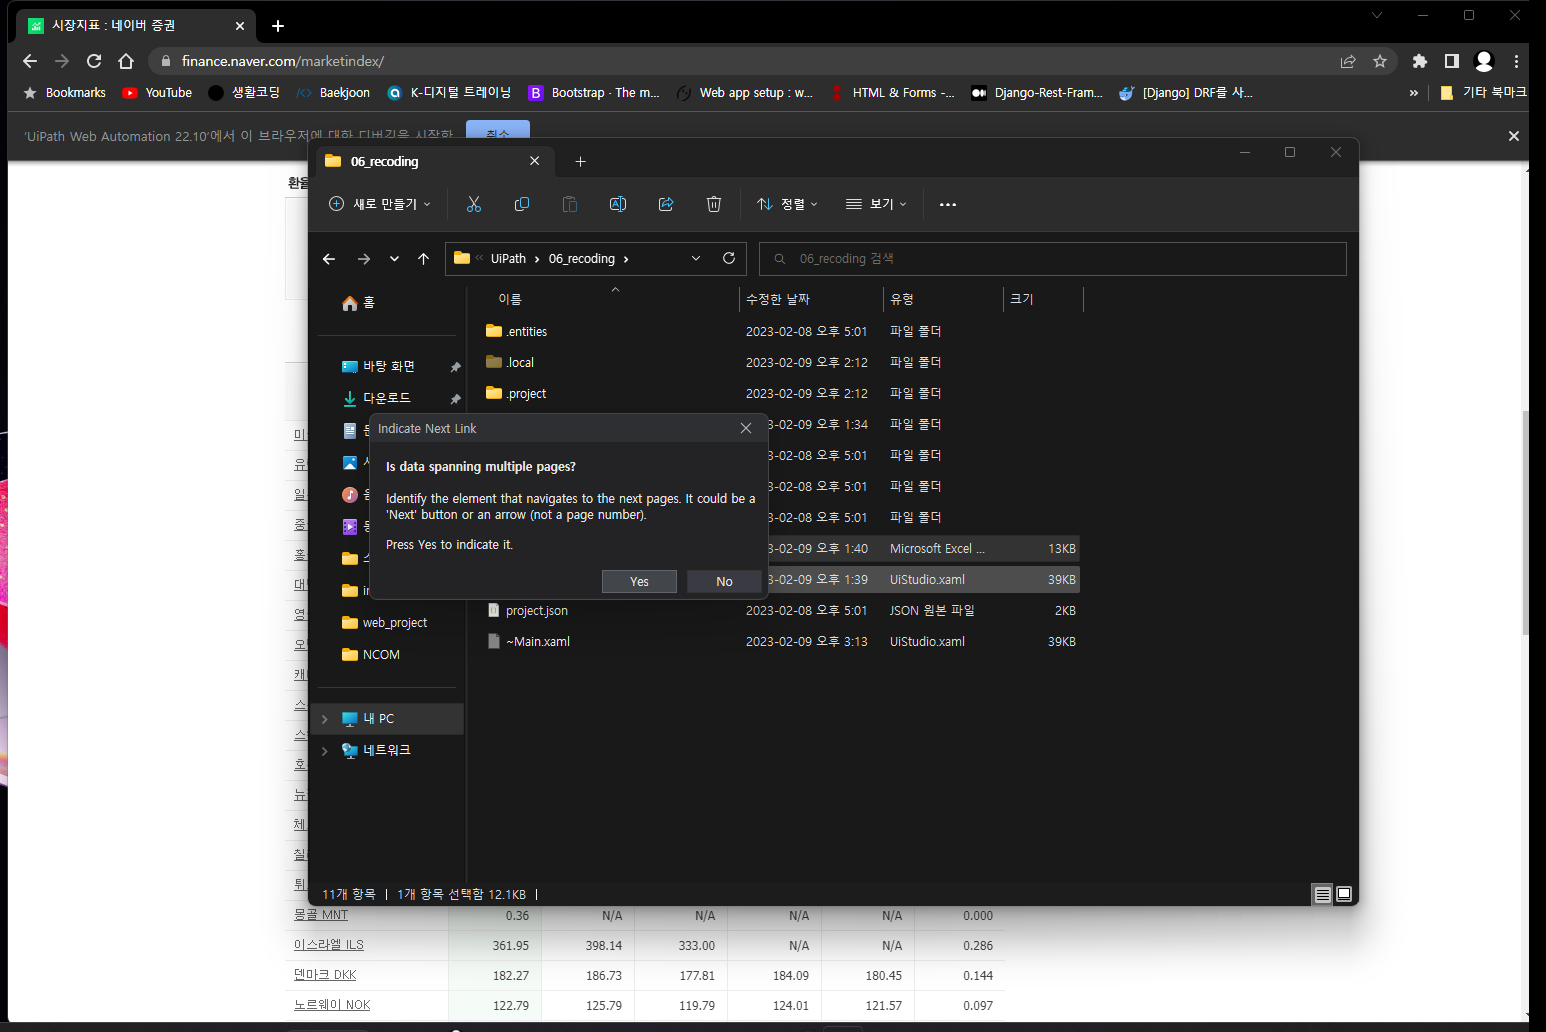 시장지표 : 네이버 증권
finance.naver.com/marketindex/
Bookmarks YouTube 생활코딩 Baekjoon K-디지털 트레이닝 Bootstrap · The m... Web app setup : w... HTML & Forms -... Django-Rest-Fram... [Django] DRF를 사... » 기타 북마크
'UiPath Web Automation 22.10'에서 이 브라우저에 대한 디버깅을 시작함 취소
06_recoding
새로 만들기 정렬 보기
UiPath 06_recoding 06_recoding 검색
이름 수정한 날짜 유형 크기
홈
.entities 2023-02-08 오후 5:01 파일 폴더
.local 2023-02-09 오후 2:12 파일 폴더
.project 2023-02-09 오후 2:12 파일 폴더
바탕 화면
다운로드
3-02-09 오후 1:34 파일 폴더
3-02-08 오후 5:01 파일 폴더
3-02-08 오후 5:01 파일 폴더
3-02-08 오후 5:01 파일 폴더
3-02-09 오후 1:40 Microsoft Excel ... 13KB
3-02-09 오후 1:39 UiStudio.xaml 39KB
project.json 2023-02-08 오후 5:01 JSON 원본 파일 2KB
~Main.xaml 2023-02-09 오후 3:13 UiStudio.xaml 39KB
Indicate Next Link
Is data spanning multiple pages?
Identify the element that navigates to the next pages. It could be a
'Next' button or an arrow (not a page number).
Press Yes to indicate it.
Yes No
web_project
NCOM
내 PC
네트워크
11개 항목 1개 항목 선택함 12.1KB
환율
미
유
일
중
홍
대
영
오
캐
스
스
호
뉴
체
칠
튀
몽골 MNT 0.36 N/A N/A N/A N/A 0.000
이스라엘 ILS 361.95 398.14 333.00 N/A N/A 0.286
덴마크 DKK 182.27 186.73 177.81 184.09 180.45 0.144
노르웨이 NOK 122.79 125.79 119.79 124.01 121.57 0.097